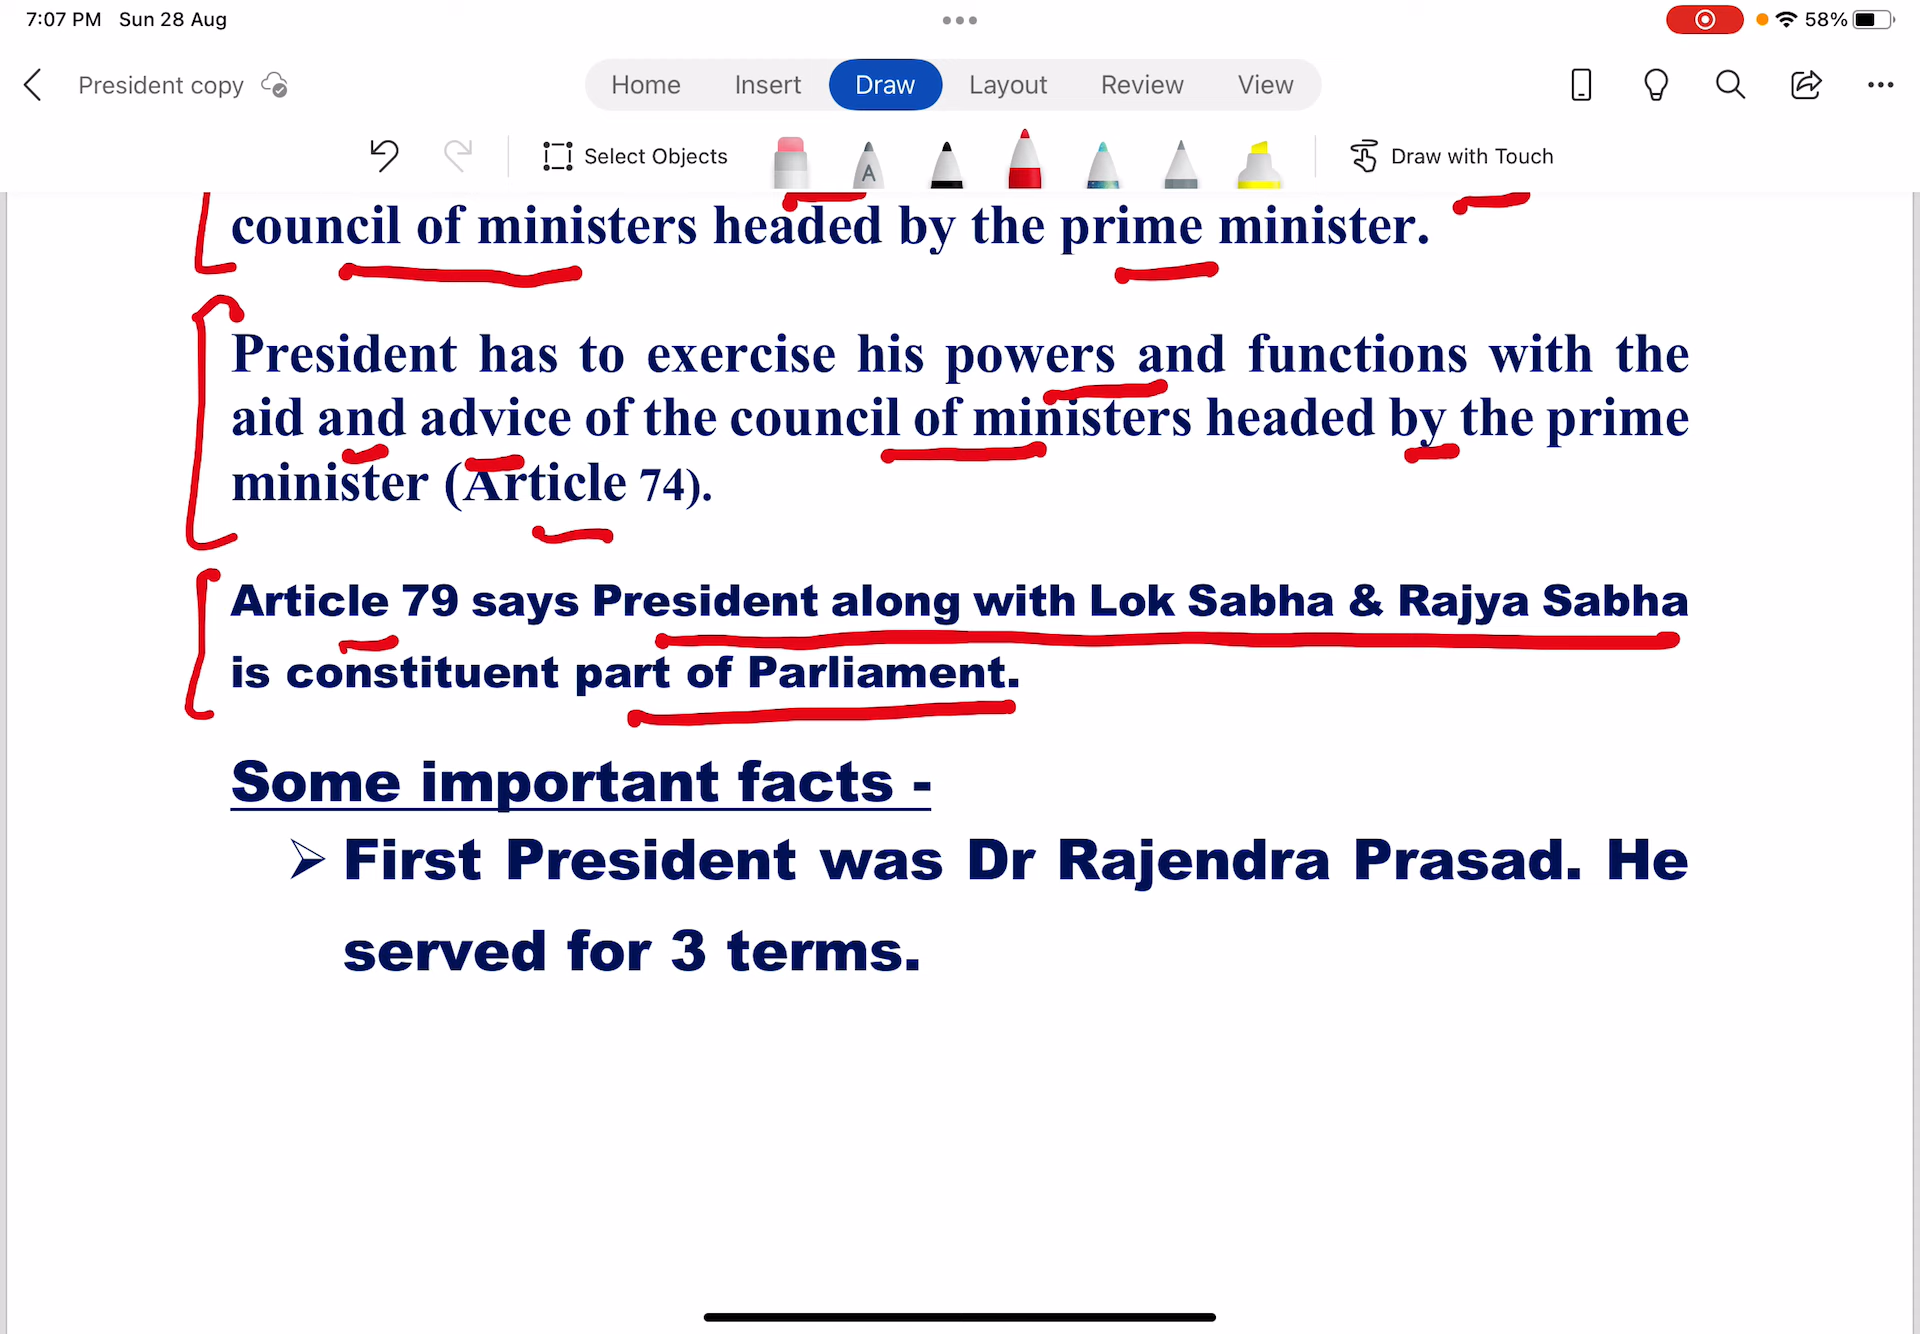 7:07 PM Sun 28 Aug
58%
President copy
Home Insert Draw Layout Review View
Select Objects
A
Draw with Touch
council of ministers headed by the prime minister.
President has to exercise his powers and functions with the
aid and advice of the council of ministers headed by the prime
minister (Article 74).
Article 79 says President along with Lok Sabha & Rajya Sabha
is constituent part of Parliament.
Some important facts -
➢ First President was Dr Rajendra Prasad. He
served for 3 terms.